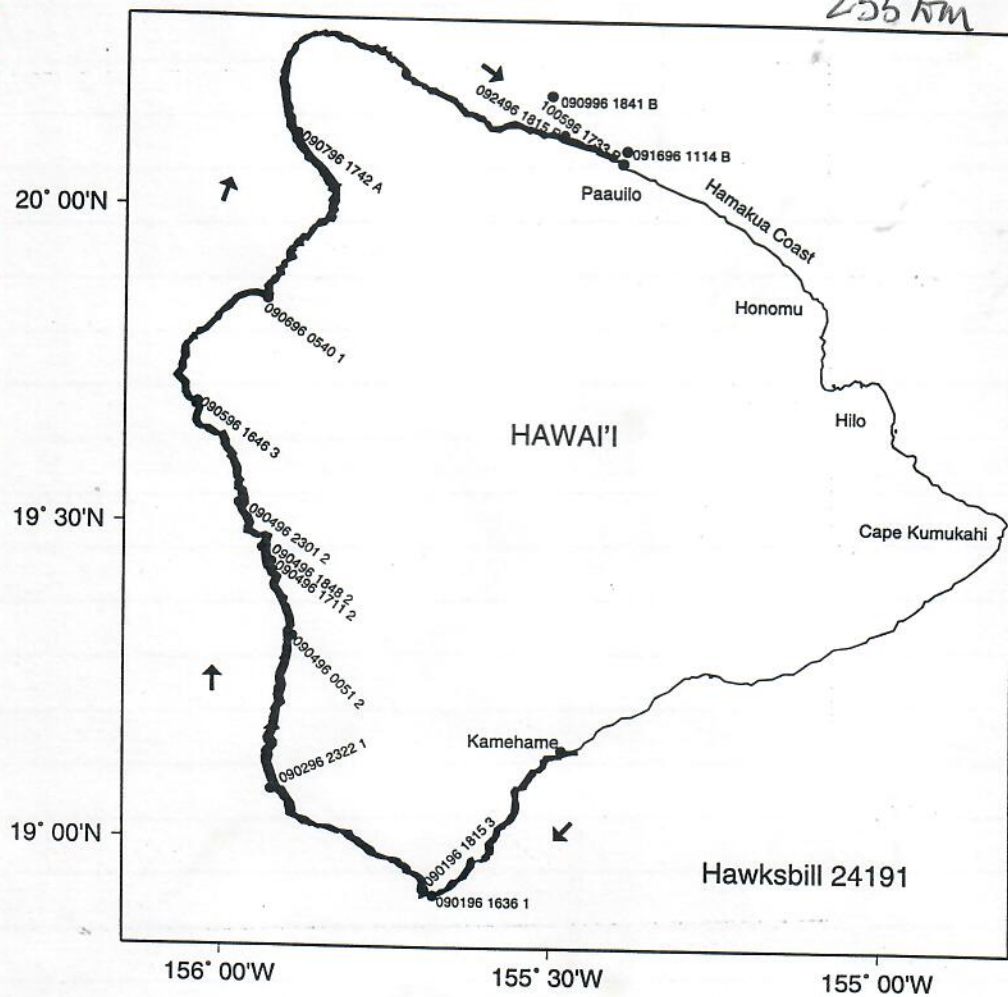 255 km
090996 1841 B
092496 1815 B
100596 1733 B
091696 1114 B
Paauilo
Hamakua Coast
090796 1742 A
20° 00'N
Honomu
090696 0540 1
090596 1646 3
HAWAI'I
Hilo
090496 2301 2
19° 30'N
Cape Kumukahi
090496 1848 2
090496 1711 2
090496 0051 2
Kamehame
090296 2322 1
19° 00'N
090196 1815 3
Hawksbill 24191
090196 1636 1
156° 00'W
155° 30'W
155° 00'W